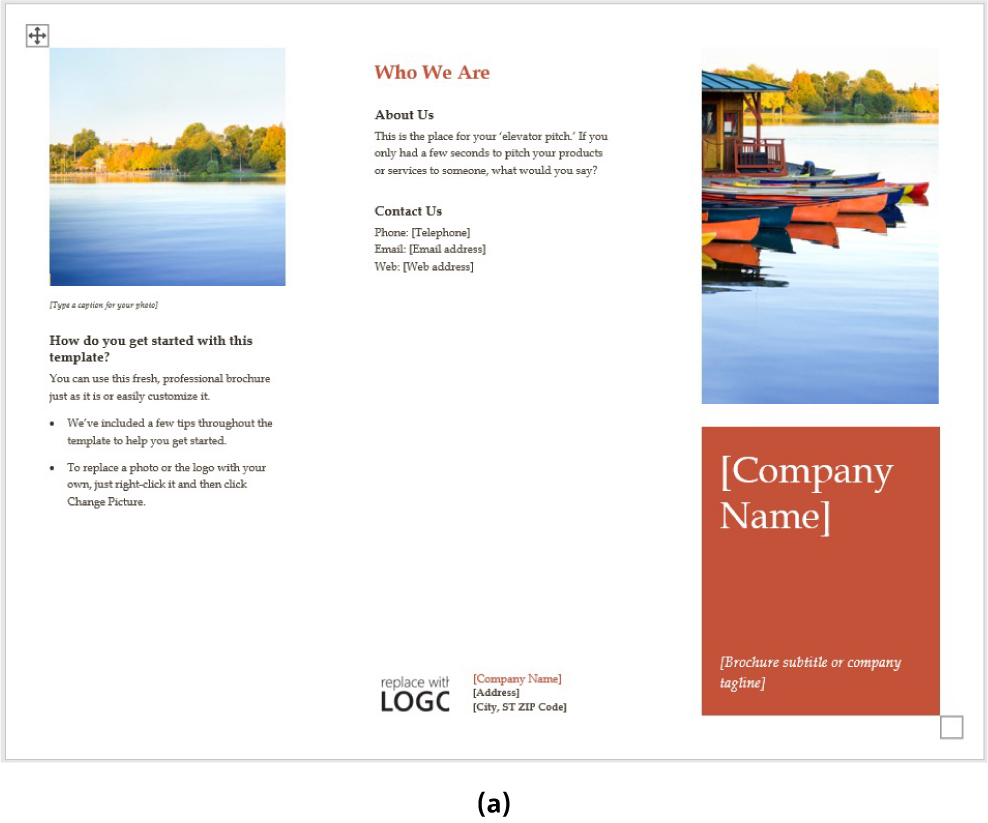 [Type a caption for your photo]
How do you get started with this
template?
You can use this fresh, professional brochure
just as it is or easily customize it.
• We've included a few tips throughout the
template to help you get started.
• To replace a photo or the logo with your
own, just right-click it and then click
Change Picture.
Who We Are
About Us
This is the place for your ‘elevator pitch.’ If you
only had a few seconds to pitch your products
or services to someone, what would you say?
Contact Us
Phone: [Telephone]
Email: [Email address]
Web: [Web address]
replace with
LOGO
[Company Name]
[Address]
[City, ST ZIP Code]
[Company
Name]
[Brochure subtitle or company
tagline]
(a)